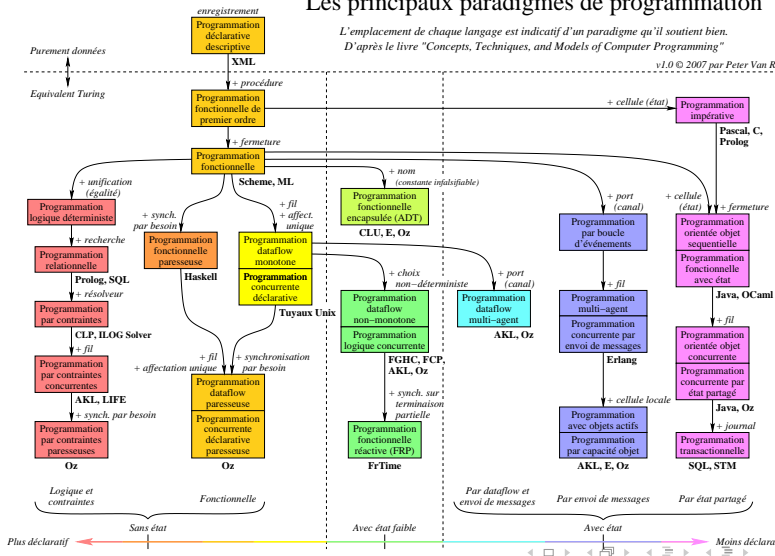 Les principaux paradigmes de programmation
L'emplacement de chaque langage est indicatif d'un paradigme qu'il soutient bien.
D'après le livre "Concepts, Techniques, and Models of Computer Programming"
v1.0 © 2007 par Peter Van R
enregistrement
Programmation
déclarative
descriptive
XML
Purement données
Equivalent Turing
+ procédure
Programmation
fonctionnelle de
premier ordre
+ cellule (état)
Programmation
impérative
Pascal, C,
Prolog
+ fermeture
Programmation
fonctionnelle
Scheme, ML
+ unification
(égalité)
Programmation
logique déterministe
+ recherche
Programmation
relationnelle
Prolog, SQL
+ résolveur
Programmation
par contraintes
CLP, ILOG Solver
+ fil
Programmation
par contraintes
concurrentes
AKL, LIFE
+ synch. par besoin
Programmation
par contraintes
paresseuses
Oz
+ synch.
par besoin
Programmation
fonctionnelle
paresseuse
Haskell
+ fil
+ affectation unique
+ fil
+ affect.
unique
Programmation
dataflow
monotone
Programmation
concurrente
déclarative
Tuyaux Unix
+ synchronisation
par besoin
Programmation
dataflow
paresseuse
Programmation
concurrente
déclarative
paresseuse
Oz
+ nom
(constante infalsifiable)
Programmation
fonctionnelle
encapsulée (ADT)
CLU, E, Oz
+ choix
non−déterministe
Programmation
dataflow
non−monotone
Programmation
logique concurrente
FGHC, FCP,
AKL, Oz
+ synch. sur
terminaison
partielle
Programmation
fonctionnelle
réactive (FRP)
FrTime
+ port
(canal)
Programmation
dataflow
multi−agent
AKL, Oz
+ port
(canal)
Programmation
par boucle
d'événements
+ fil
Programmation
multi−agent
Programmation
concurrente par
envoi de messages
Erlang
+ cellule locale
Programmation
avec objets actifs
Programmation
par capacité objet
AKL, E, Oz
+ cellule
(état)
+ fermeture
Programmation
orientée objet
sequentielle
Programmation
fonctionnelle
avec état
Java, OCaml
+ fil
Programmation
orientée objet
concurrente
Programmation
concurrente par
état partagé
Java, Oz
+ journal
Programmation
transactionnelle
SQL, STM
Logique et
contraintes
Fonctionnelle
Par dataflow et
envoi de messages
Par envoi de messages
Par état partagé
Sans état
Avec état faible
Avec état
Plus déclaratif
Moins déclara